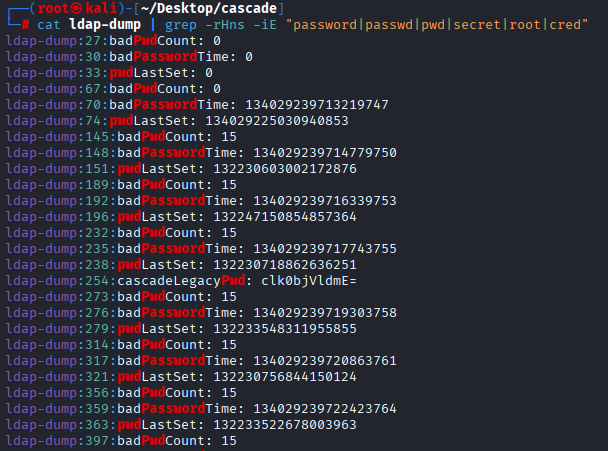 ┌──(root㉿kali)-[~/Desktop/cascade]
└─# cat ldap-dump | grep -rHns -iE "password|passwd|pwd|secret|root|cred"
ldap-dump:27:badPwdCount: 0
ldap-dump:30:badPasswordTime: 0
ldap-dump:33:pwdLastSet: 0
ldap-dump:67:badPwdCount: 0
ldap-dump:70:badPasswordTime: 134029239713219747
ldap-dump:74:pwdLastSet: 134029225030940853
ldap-dump:145:badPwdCount: 15
ldap-dump:148:badPasswordTime: 134029239714779750
ldap-dump:151:pwdLastSet: 132230603002172876
ldap-dump:189:badPwdCount: 15
ldap-dump:192:badPasswordTime: 134029239716339753
ldap-dump:196:pwdLastSet: 132247150854857364
ldap-dump:232:badPwdCount: 15
ldap-dump:235:badPasswordTime: 134029239717743755
ldap-dump:238:pwdLastSet: 132230718862636251
ldap-dump:254:cascadeLegacyPwd: clk0bjVldmE=
ldap-dump:273:badPwdCount: 15
ldap-dump:276:badPasswordTime: 134029239719303758
ldap-dump:279:pwdLastSet: 132233548311955855
ldap-dump:314:badPwdCount: 15
ldap-dump:317:badPasswordTime: 134029239720863761
ldap-dump:321:pwdLastSet: 132230756844150124
ldap-dump:356:badPwdCount: 15
ldap-dump:359:badPasswordTime: 134029239722423764
ldap-dump:363:pwdLastSet: 132233522678003963
ldap-dump:397:badPwdCount: 15